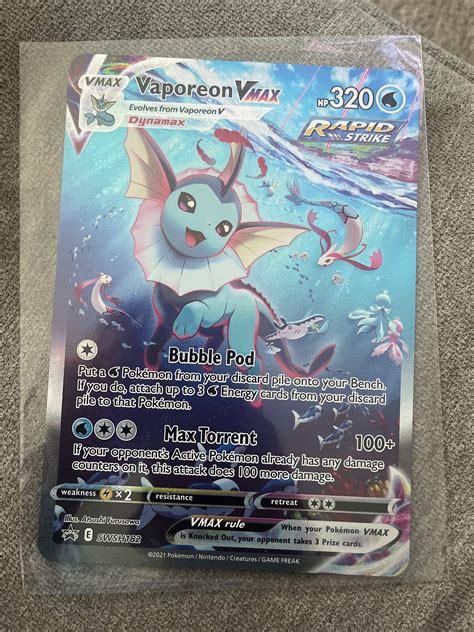 VMAX Vaporeon VMAX HP 320
Evolves from Vaporeon V
Dynamax
RAPID
STRIKE
Bubble Pod
Put a Pokémon from your discard pile onto your Bench.
If you do, attach up to 3 Energy cards from your discard
pile to that Pokémon.
Max Torrent 100+
If your opponent's Active Pokémon already has any damage
counters on it, this attack does 100 more damage.
weakness ×2 resistance retreat
Illus. Atsushi Furusawa
VMAX rule When your Pokémon VMAX
is Knocked Out, your opponent takes 3 Prize cards.
E SWSH182
©2021 Pokémon / Nintendo / Creatures / GAME FREAK